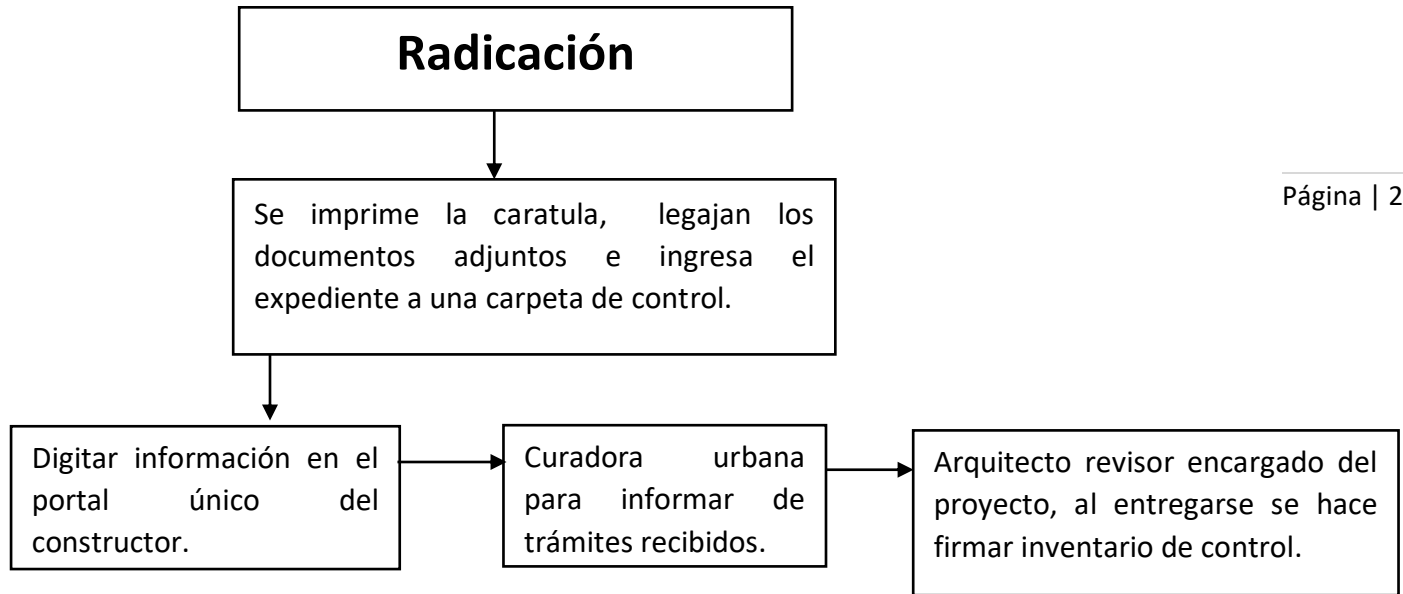 Radicación
Se imprime la caratula, legajan los
documentos adjuntos e ingresa el
expediente a una carpeta de control.
Página | 2
Digitar información en el
portal único del
constructor.
Curadora urbana
para informar de
trámites recibidos.
Arquitecto revisor encargado del
proyecto, al entregarse se hace
firmar inventario de control.